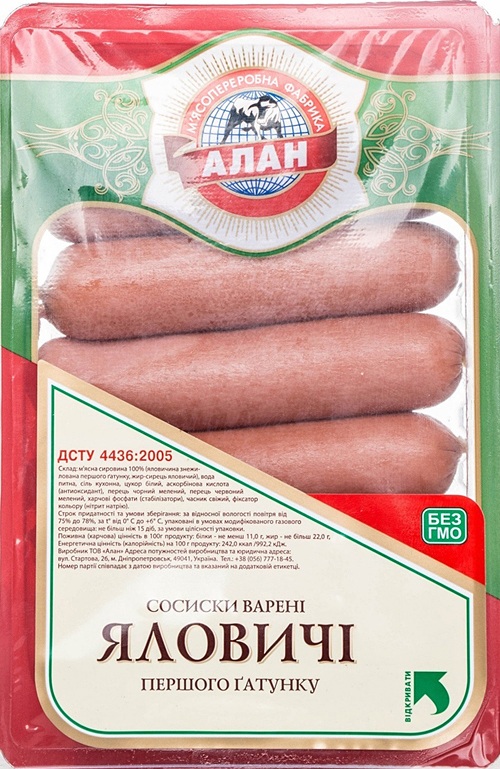 М'ЯСОПЕРЕРОБНА ФАБРИКА
АЛАН
ДСТУ 4436:2005
Склад: м'ясна сировина 100% (яловичина знежи-
лована першого ґатунку, жир-сирець яловичий), вода
питна, сіль кухонна, цукор білий, аскорбінова кислота
(антиоксидант), перець чорний мелений, перець червоний
мелений, харчові фосфати (стабілізатори), часник свіжий, фіксатор
кольору (нітрит натрію).
Строк придатності та умови зберігання: за відносної вологості повітря від
75% до 78%, за t° від 0° С до +6° С, упаковані в умовах модифікованого газового
середовища: не більш ніж 15 діб, за умови цілісності упаковки.
Поживна (харчова) цінність в 100г продукту: білки - не менш 11,0 г, жир - не більш 22,0 г,
Енергетична цінність (калорійність) на 100 г продукту: 242,0 ккал /992,2 кДж.
Виробник ТОВ «Алан» Адреса потужностей виробництва та юридична адреса:
вул. Стартова, 26, м. Дніпропетровськ, 49041, Україна. Тел.: +38 (056) 777-18-45.
Номер партії співпадає з датою виробництва та вказаний на додатковій етикетці.
БЕЗ
ГМО
СОСИСКИ ВАРЕНІ
ЯЛОВИЧІ
ПЕРШОГО ҐАТУНКУ
ВІДКРИВАТИ